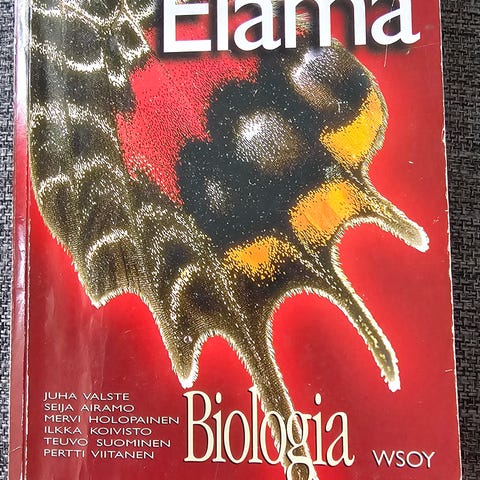 Elämä
JUHA VALSTE
SEIJA AIRAMO
MERVI HOLOPAINEN
ILKKA KOIVISTO
TEUVO SUOMINEN
PERTTI VIITANEN
Biologia
WSOY